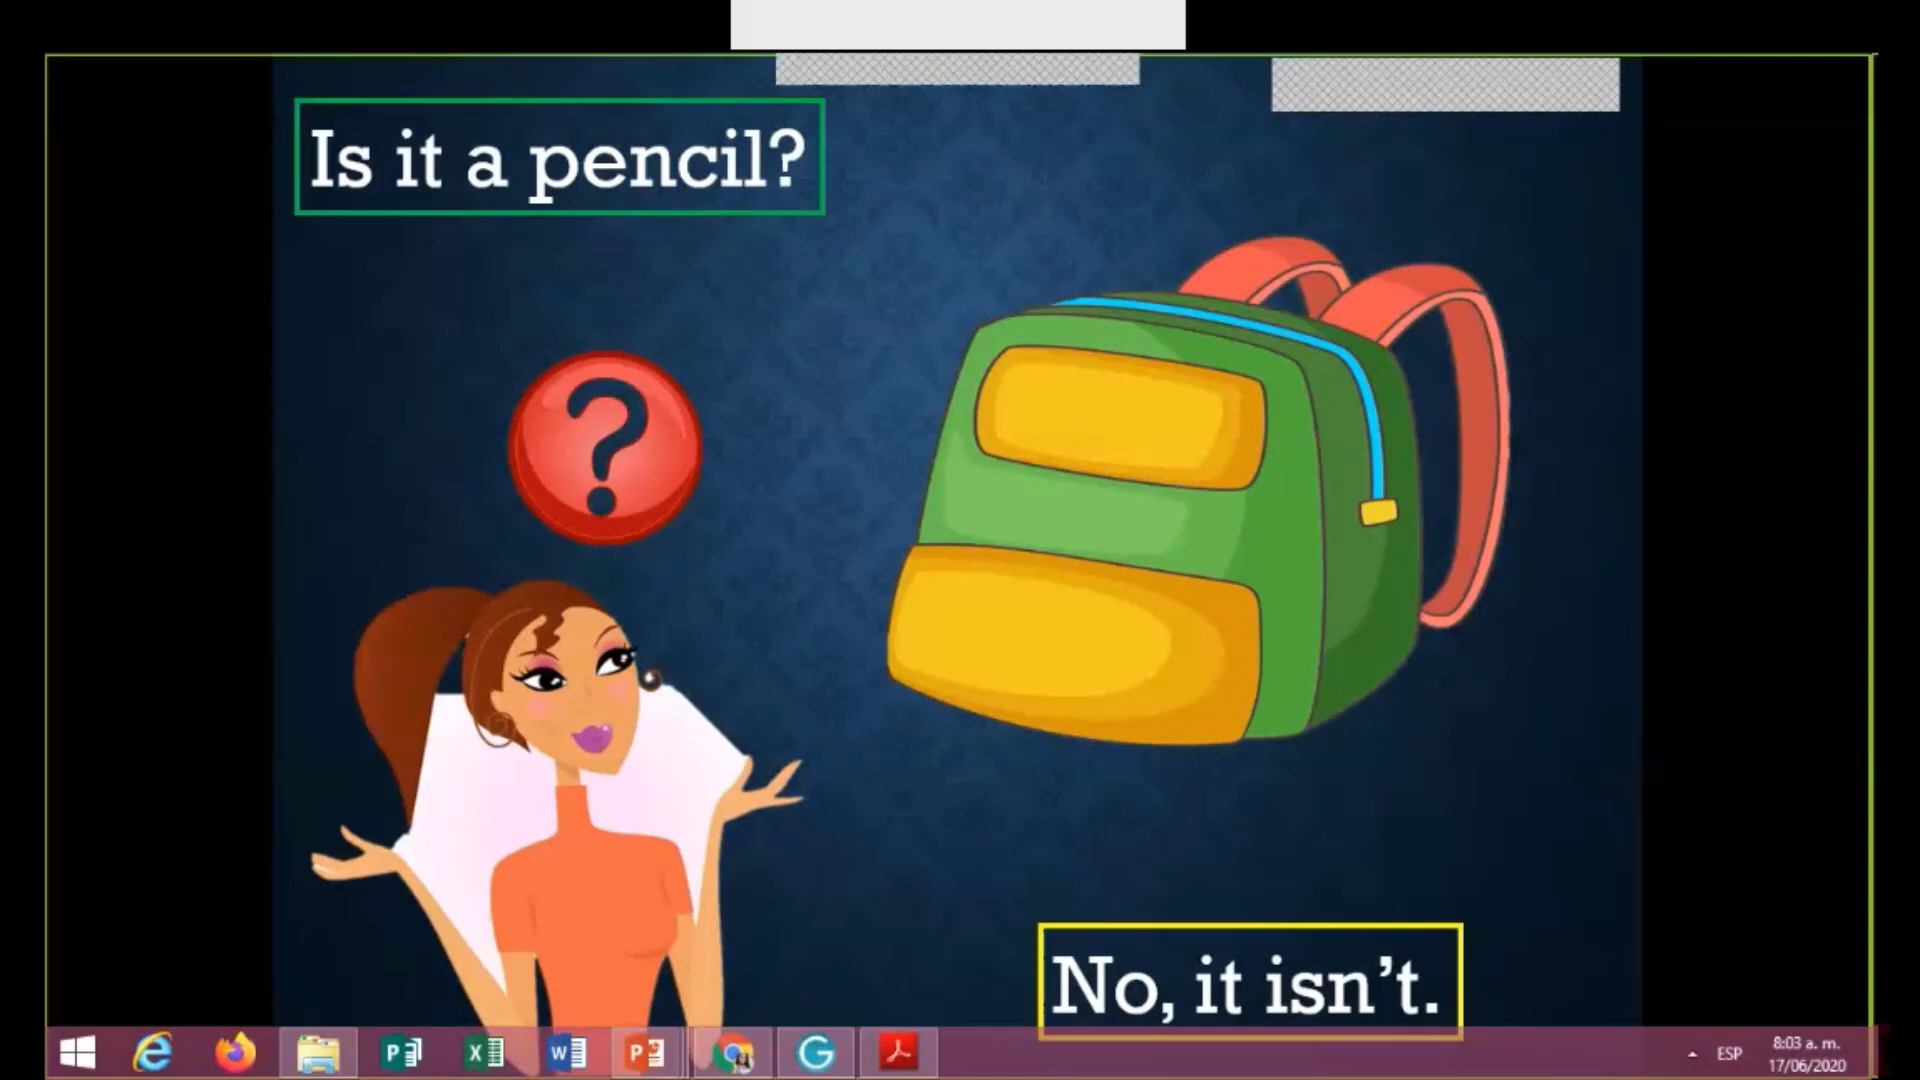 Is it a pencil?
?
No, it isn’t.
ESP
8:03 a. m.
17/06/2020